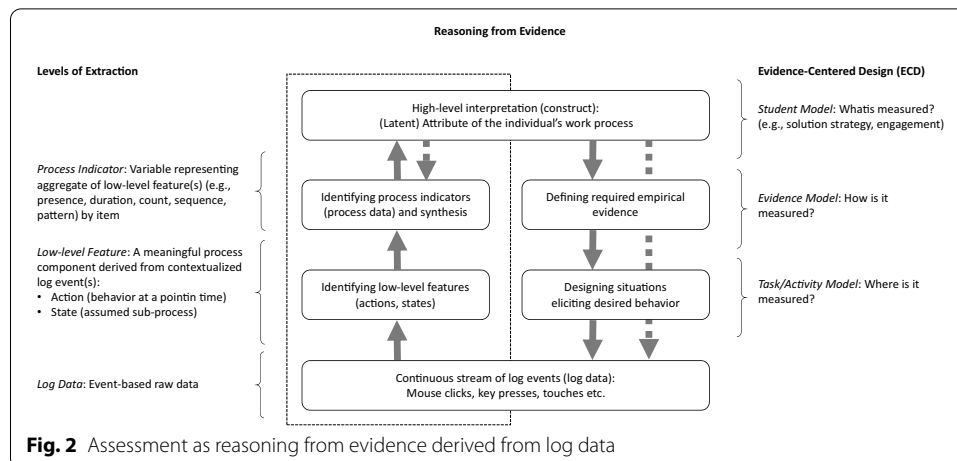 Reasoning from Evidence
Levels of Extraction
Evidence-Centered Design (ECD)
High-level interpretation (construct):
(Latent) Attribute of the individual's work process
Student Model: Whatis measured?
(e.g., solution strategy, engagement)
Process Indicator: Variable representing
aggregate of low-level feature(s) (e.g.,
presence, duration, count, sequence,
pattern) by item
Identifying process indicators
(process data) and synthesis
Defining required empirical
evidence
Evidence Model: How is it
measured?
Low-level Feature: A meaningful process
component derived from contextualized
log event(s):
• Action (behavior at a pointin time)
• State (assumed sub-process)
Identifying low-level features
(actions, states)
Designing situations
eliciting desired behavior
Task/Activity Model: Where is it
measured?
Log Data: Event-based raw data
Continuous stream of log events (log data):
Mouse clicks, key presses, touches etc.
Fig. 2 Assessment as reasoning from evidence derived from log data